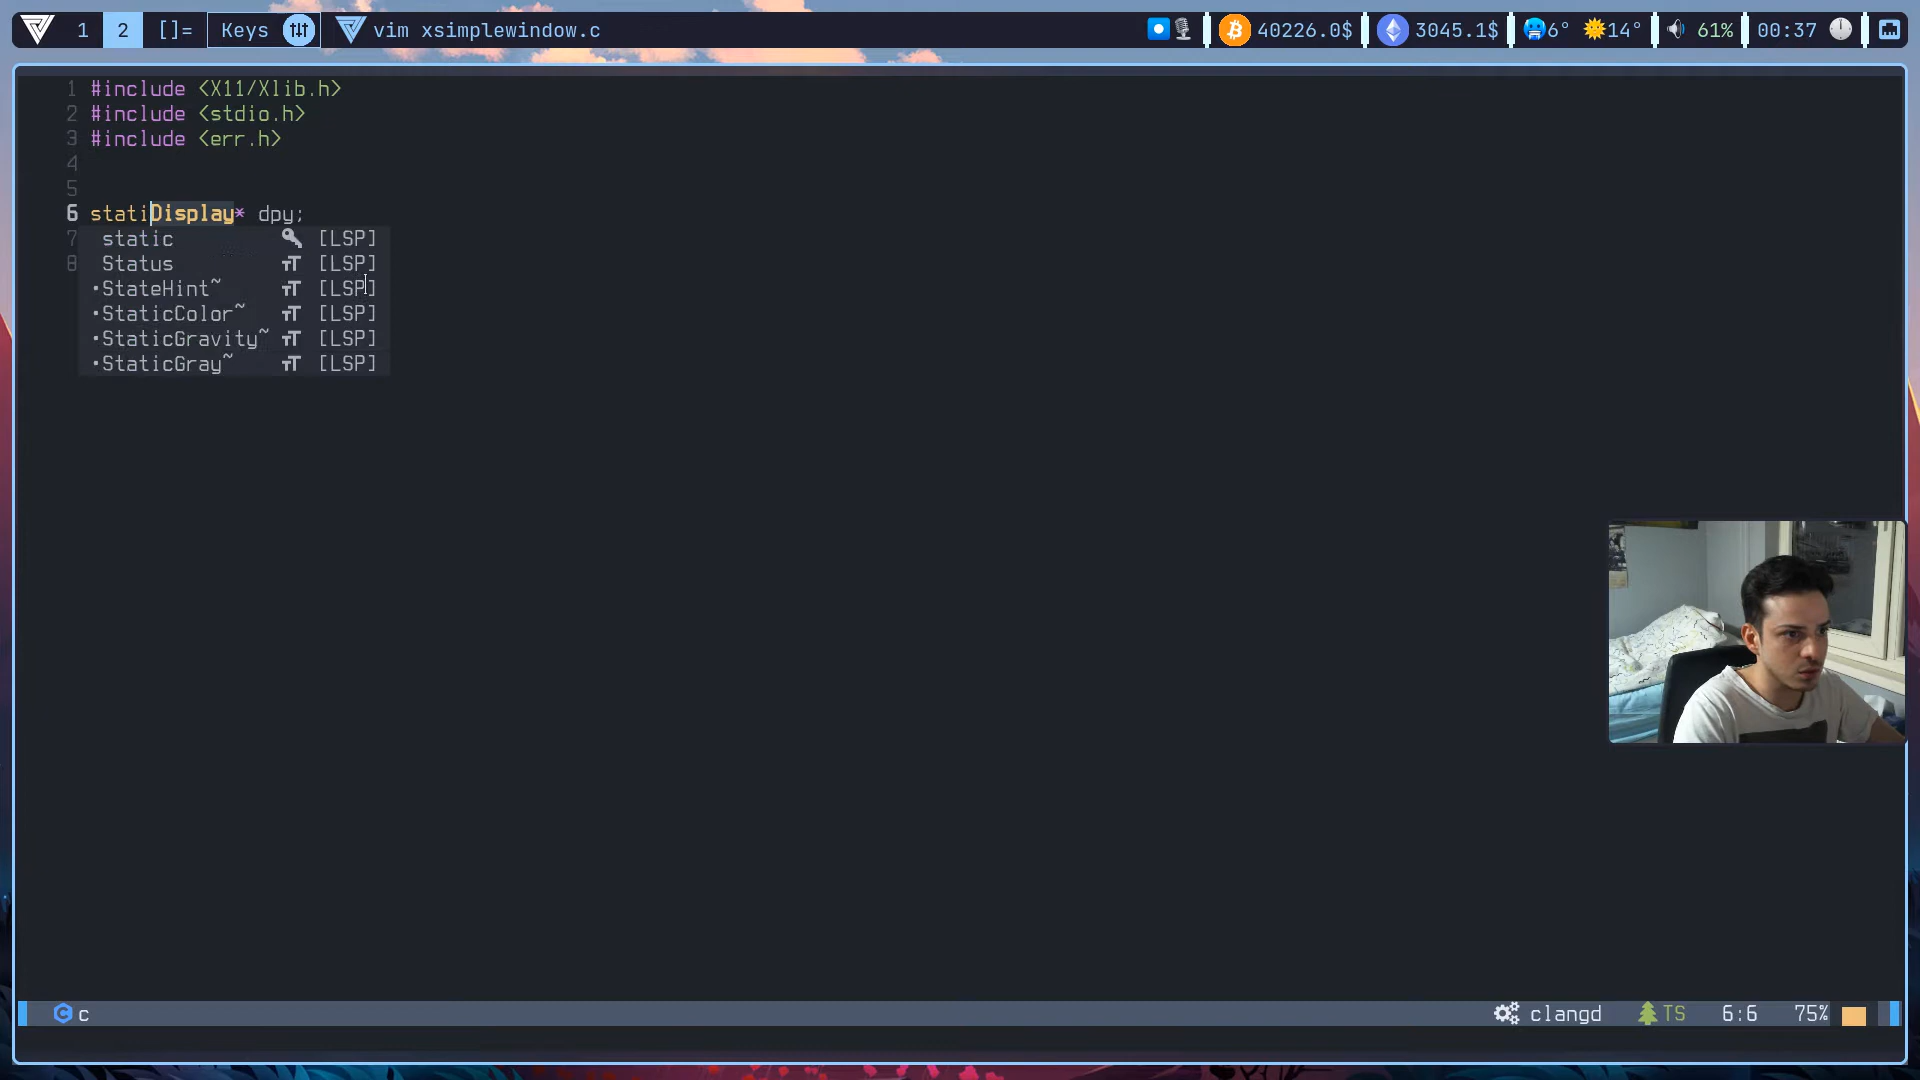 1 2 []= Keys vim xsimplewindow.c 40226.0$ 3045.1$ 6° 14° 61% 00:37
1 #include <X11/Xlib.h>
2 #include <stdio.h>
3 #include <err.h>
4
5
6 statiDisplay* dpy;
7 static [LSP]
8 Status [LSP]
•StateHint~ [LSP]
•StaticColor~ [LSP]
•StaticGravity~ [LSP]
•StaticGray~ [LSP]
C c clangd TS 6:6 75%